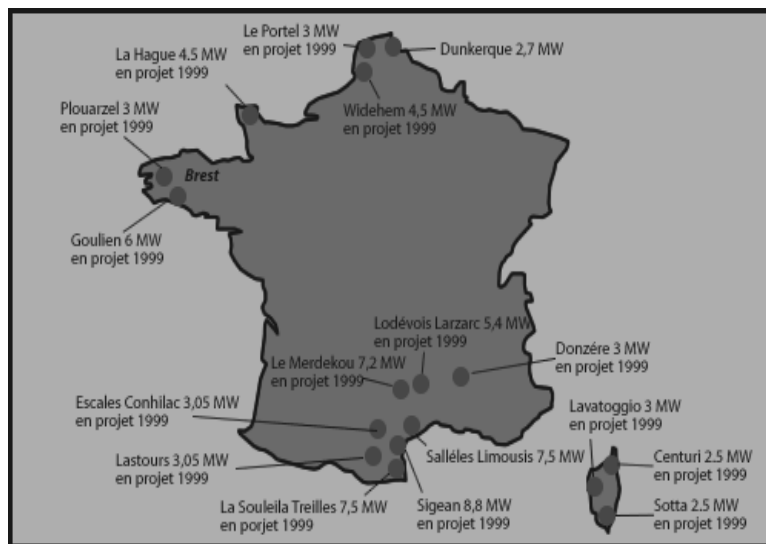 Le Portel 3 MW
en projet 1999
Dunkerque 2,7 MW
La Hague 4.5 MW
en projet 1999
Widehem 4,5 MW
en projet 1999
Plouarzel 3 MW
en projet 1999
Brest
Goulien 6 MW
en projet 1999
Lodévois Larzarc 5,4 MW
en projet 1999
Donzére 3 MW
en projet 1999
Le Merdekou 7,2 MW
en projet 1999
Escales Conhilac 3,05 MW
en projet 1999
Lavatoggio 3 MW
en projet 1999
Lastours 3,05 MW
en projet 1999
Salléles Limousis 7,5 MW
Centuri 2.5 MW
en projet 1999
La Souleila Treilles 7,5 MW
en porjet 1999
Sigean 8,8 MW
en projet 1999
Sotta 2.5 MW
en projet 1999